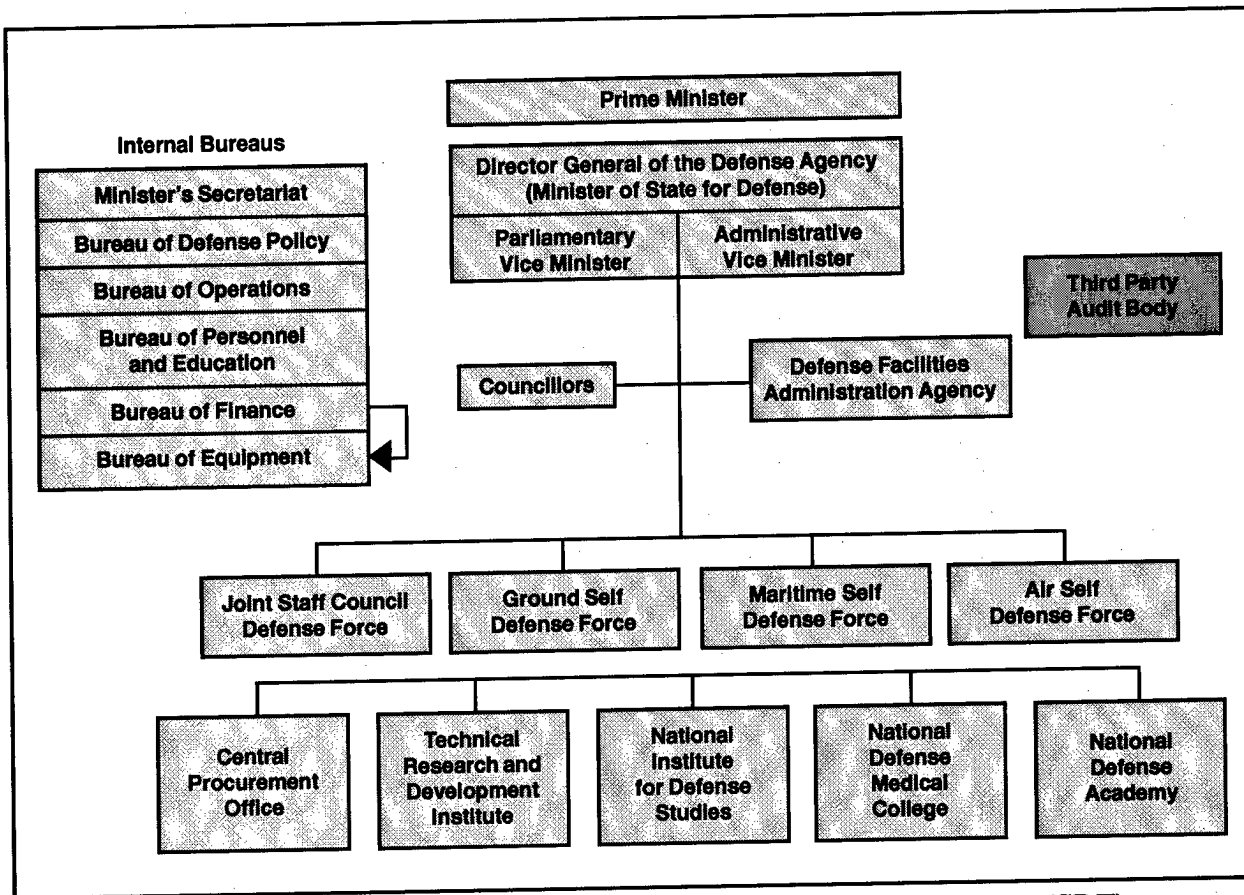 Prime Minister
Internal Bureaus
Director General of the Defense Agency
(Minister of State for Defense)
Minister's Secretariat
Bureau of Defense Policy
Parliamentary
Vice Minister
Administrative
Vice Minister
Bureau of Operations
Third Party
Audit Body
Bureau of Personnel
and Education
Councillors
Defense Facilities
Administration Agency
Bureau of Finance
Bureau of Equipment
Joint Staff Council
Defense Force
Ground Self
Defense Force
Maritime Self
Defense Force
Air Self
Defense Force
Central
Procurement
Office
Technical
Research and
Development
Institute
National
Institute
for Defense
Studies
National
Defense
Medical
College
National
Defense
Academy